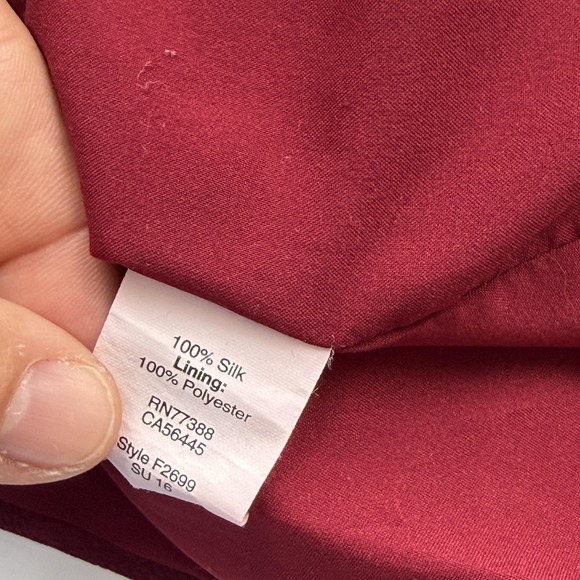 100% Silk
Lining:
100% Polyester
RN77388
CA56445
Style F2699
SU 16